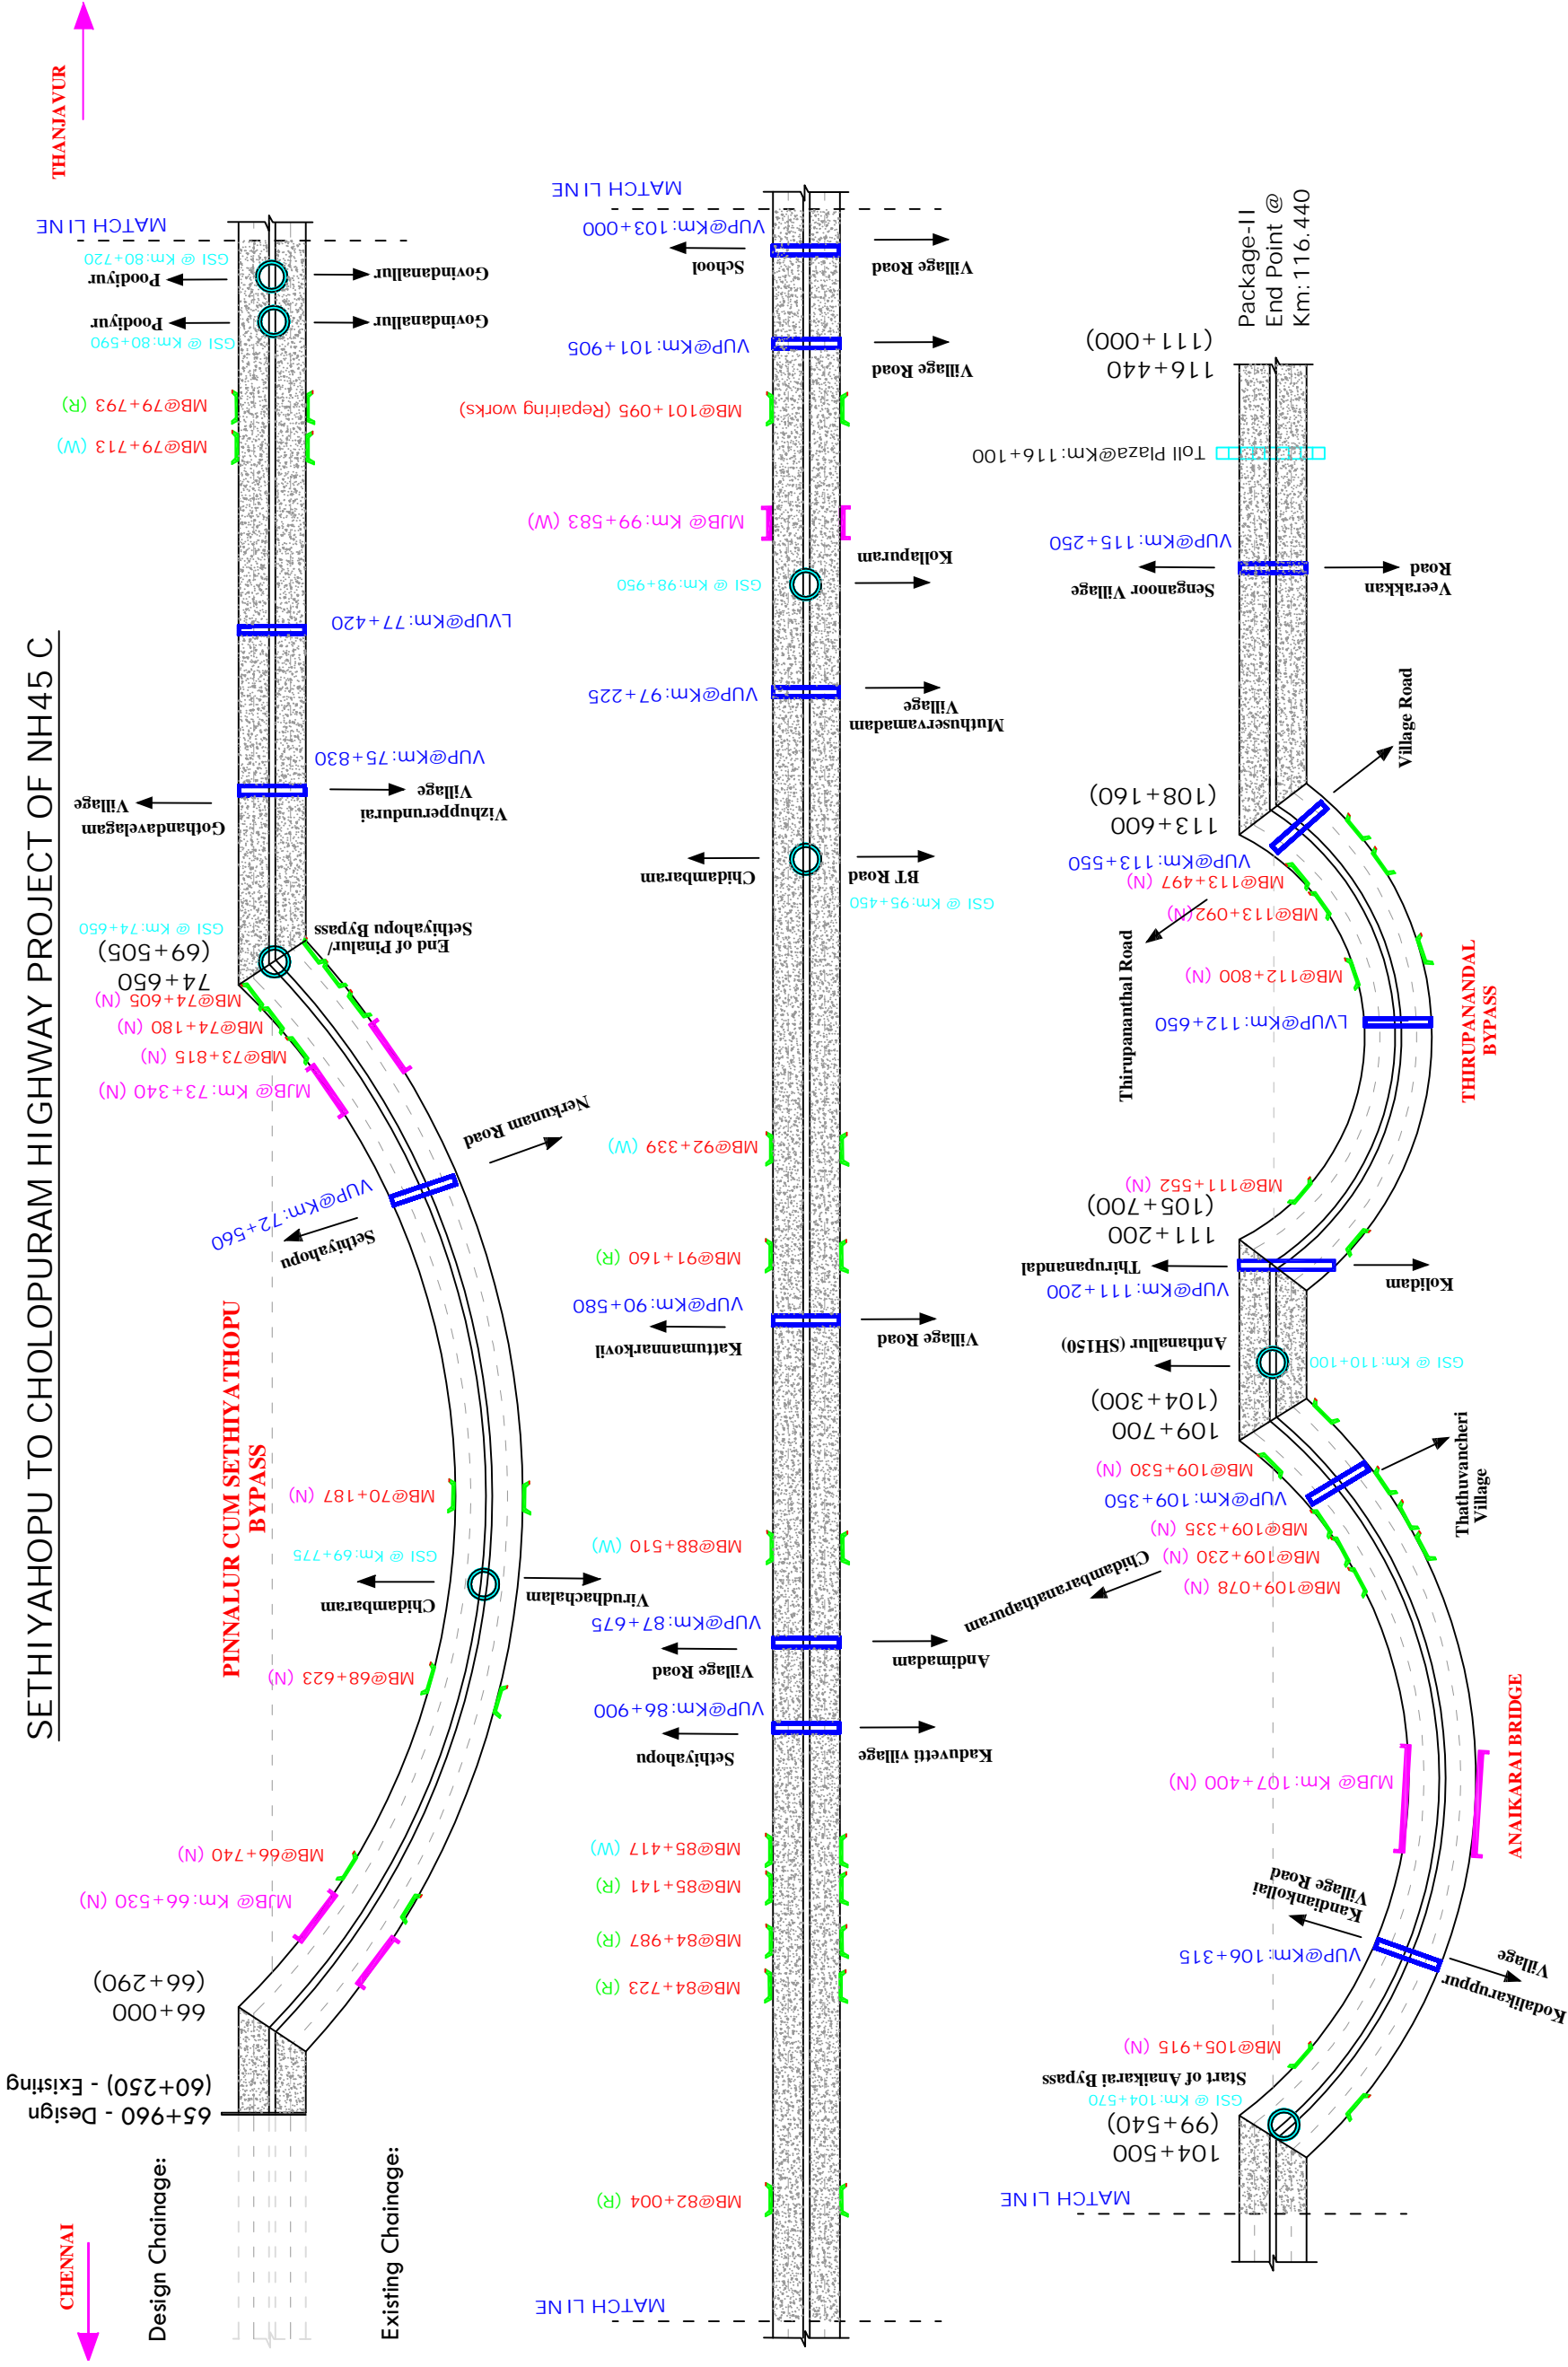 SETHIYAHOPU TO CHOLOPURAM HIGHWAY PROJECT OF NH45 C
CHENNAI
THANJAVUR
Design Chainage:
Existing Chainage:
65+960 - Design
(60+250) - Existing
66+000
(66+290)
MJB@ Km:66+530 (N)
MB@66+740 (N)
MB@68+623 (N)
Chidambaram
GSI @ Km:69+775
Virudhachalam
MB@70+187 (N)
PINNALUR CUM SETHIYATHOPU
BYPASS
Sethiyahopu
VUP@Km:72+560
Nerkunam Road
MJB@ Km:73+340 (N)
MB@73+815 (N)
MB@74+180 (N)
MB@74+605 (N)
74+650
(69+505)
GSI @ Km:74+650
End of Pinalur/
Sethiyahopu Bypass
Gothandavelagam
Village
VUP@Km:75+830
Vizhupperundurai
Village
LVUP@Km:77+420
MB@79+713 (W)
MB@79+793 (R)
GSI @ Km:80+590
Poodiyur
Govindanallur
GSI @ Km:80+720
Poodiyur
Govindanallur
MATCH LINE
MATCH LINE
MB@82+004 (R)
MB@84+723 (R)
MB@84+987 (R)
MB@85+141 (R)
MB@85+417 (W)
Sethiyahopu
VUP@Km:86+900
Kaduvetti village
Village Road
VUP@Km:87+675
Andimadam
MB@88+510 (W)
Kattumannarkovil
VUP@Km:90+580
Village Road
MB@91+160 (R)
MB@92+339 (W)
Chidambaram
BT Road
GSI @ Km:95+450
VUP@Km:97+225
Muthuservamadam
Village
GSI @ Km:98+950
Kollapuram
MJB@ Km:99+583 (W)
MB@101+095 (Repairing works)
VUP@Km:101+905
Village Road
School
VUP@Km:103+000
Village Road
MATCH LINE
MATCH LINE
104+500
(99+540)
GSI @ Km:104+570
Start of Anaikarai Bypass
MB@105+915 (N)
VUP@Km:106+315
Kandiankollai
Village Road
Kodalikaruppur
Village
MJB@ Km:107+400 (N)
ANAIKARAI BRIDGE
Chidambaranathapuram
MB@109+078 (N)
MB@109+230 (N)
MB@109+335 (N)
VUP@Km:109+350
MB@109+530 (N)
Thathuvancheri
Village
109+700
(104+300)
Anthanallur (SH150)
GSI @ Km:110+100
VUP@Km:111+200
Thirupanandal
Kolidam
111+200
(105+700)
MB@111+552 (N)
LVUP@Km:112+650
THIRUPANANDAL
BYPASS
MB@112+800 (N)
Thirupananthal Road
MB@113+092(N)
MB@113+497 (N)
VUP@Km:113+550
113+600
(108+160)
Village Road
Senganoor Village
VUP@Km:115+250
Veerakkan
Road
Toll Plaza@Km:116+100
116+440
(111+000)
Package-II
End Point @
Km:116.440